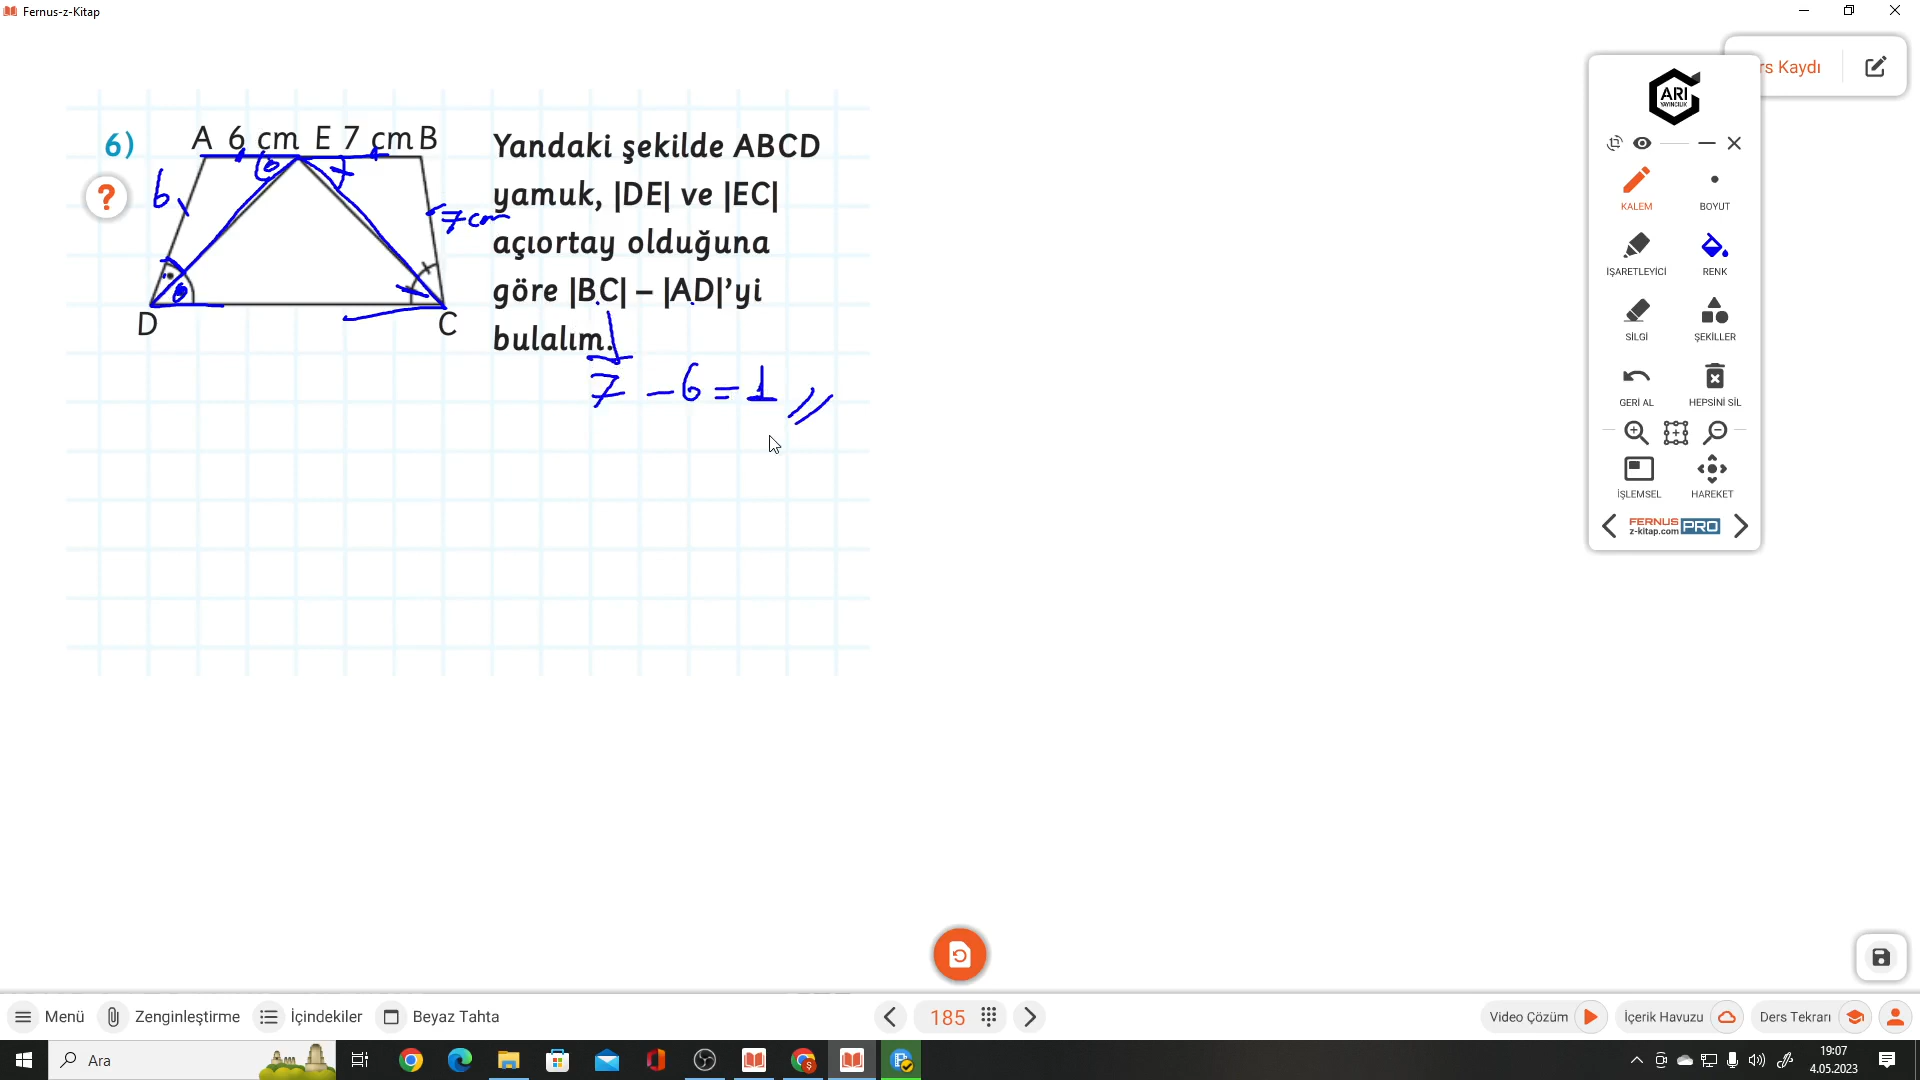 Fernus-z-Kitap
rs Kaydı
ARI
YAYINCILIK
6)
A 6 cm E 7 cm B
6
7 cm
D
C
Yandaki şekilde ABCD
yamuk, |DE| ve |EC|
açıortay olduğuna
göre |BC| – |AD|’yi
bulalım.
7 – 6 = 1 //
KALEM
BOYUT
İŞARETLEYİCİ
RENK
SİLGİ
ŞEKİLLER
GERİ AL
HEPSİNİ SİL
İŞLEMSEL
HAREKET
FERNUS
z-kitap.com
PRO
Menü
Zenginleştirme
İçindekiler
Beyaz Tahta
185
Video Çözüm
İçerik Havuzu
Ders Tekrarı
Ara
19:07
4.05.2023